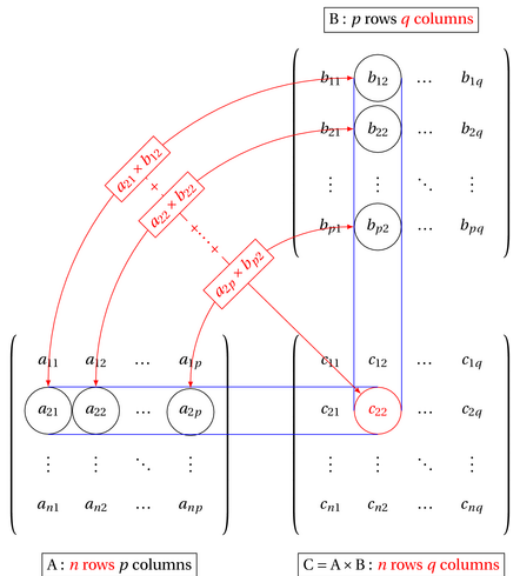 B : p rows q columns
b₁₁ b₁₂ … b₁q
b₂₁ b₂₂ … b₂q
⋮ ⋮ ⋱ ⋮
bₚ₁ bₚ₂ … bₚq
a₂₁ × b₁₂
+
a₂₂ × b₂₂
+ … +
a₂ₚ × bₚ₂
a₁₁ a₁₂ … a₁ₚ
a₂₁ a₂₂ … a₂ₚ
⋮ ⋮ ⋱ ⋮
aₙ₁ aₙ₂ … aₙₚ
c₁₁ c₁₂ … c₁q
c₂₁ c₂₂ … c₂q
⋮ ⋮ ⋱ ⋮
cₙ₁ cₙ₂ … cₙq
A : n rows p columns
C = A × B : n rows q columns